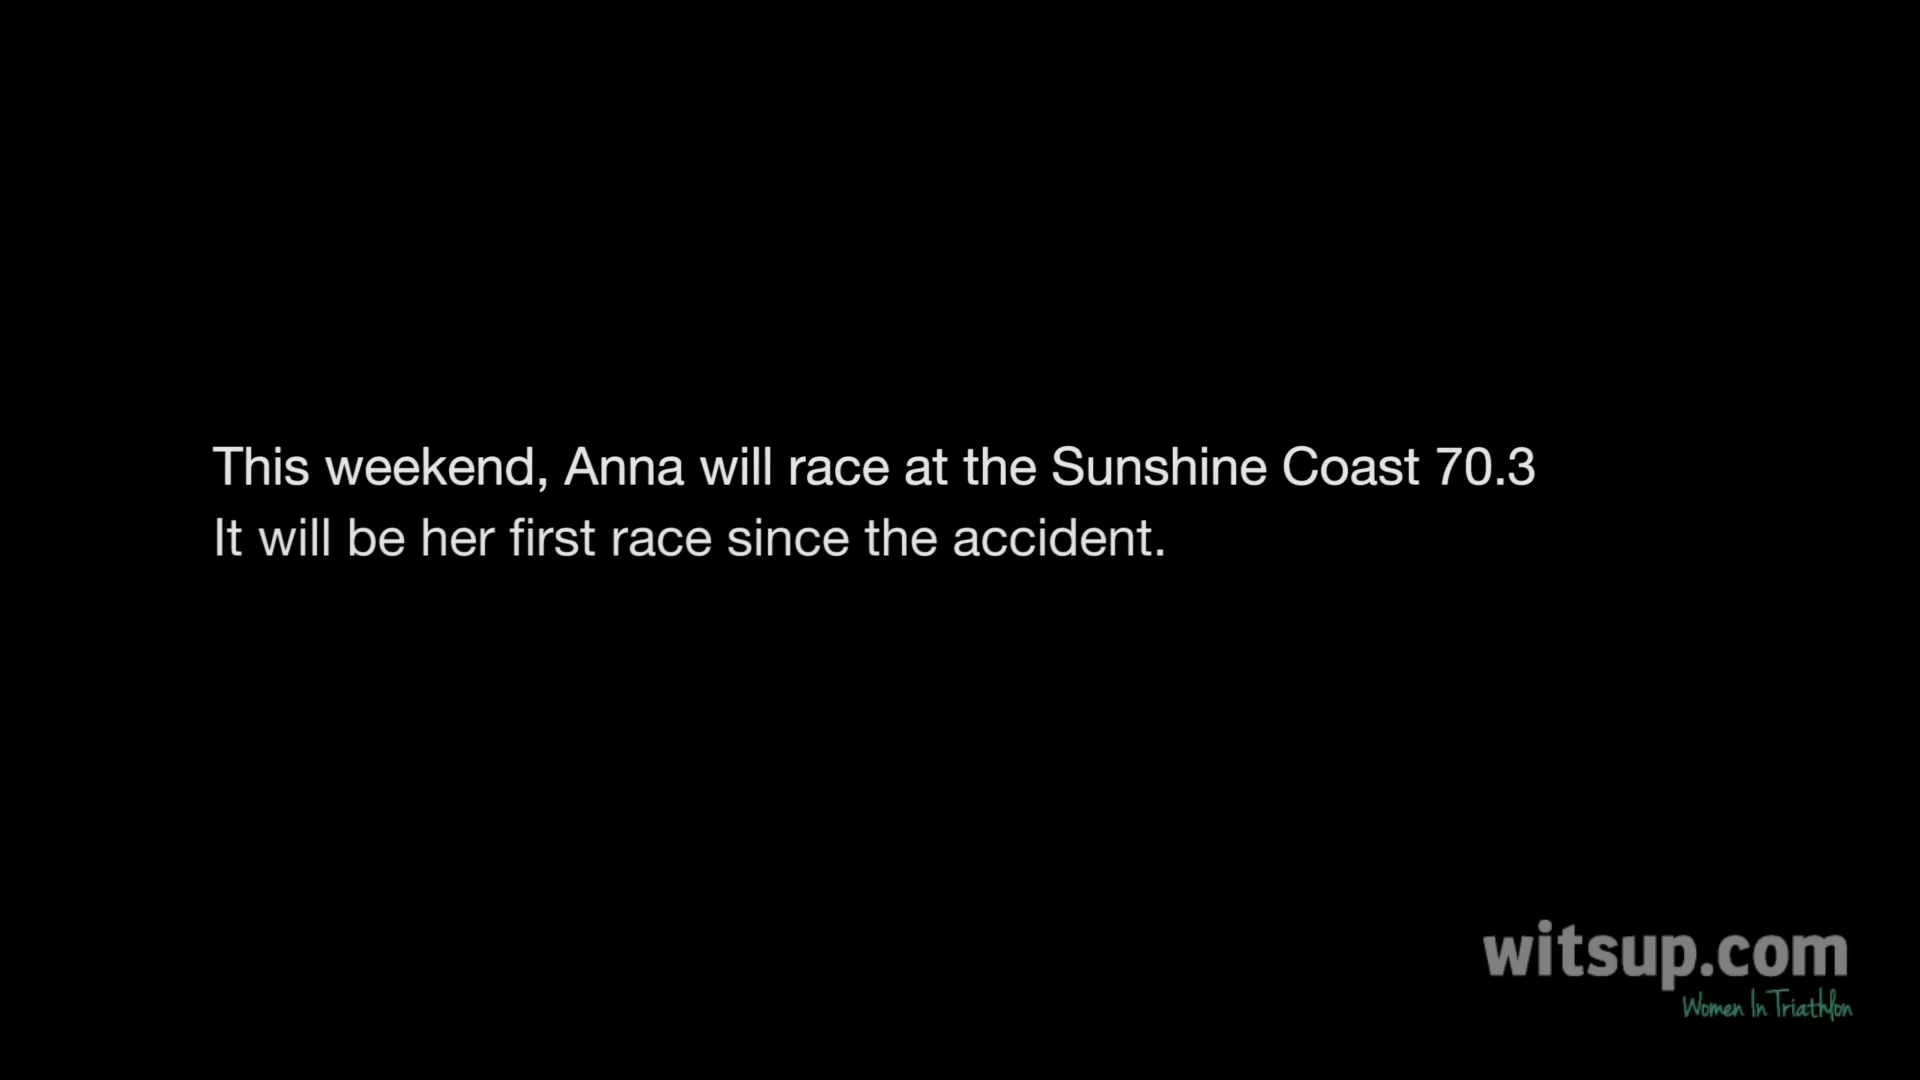 This weekend, Anna will race at the Sunshine Coast 70.3
It will be her first race since the accident.
witsup.com
Women In Triathlon